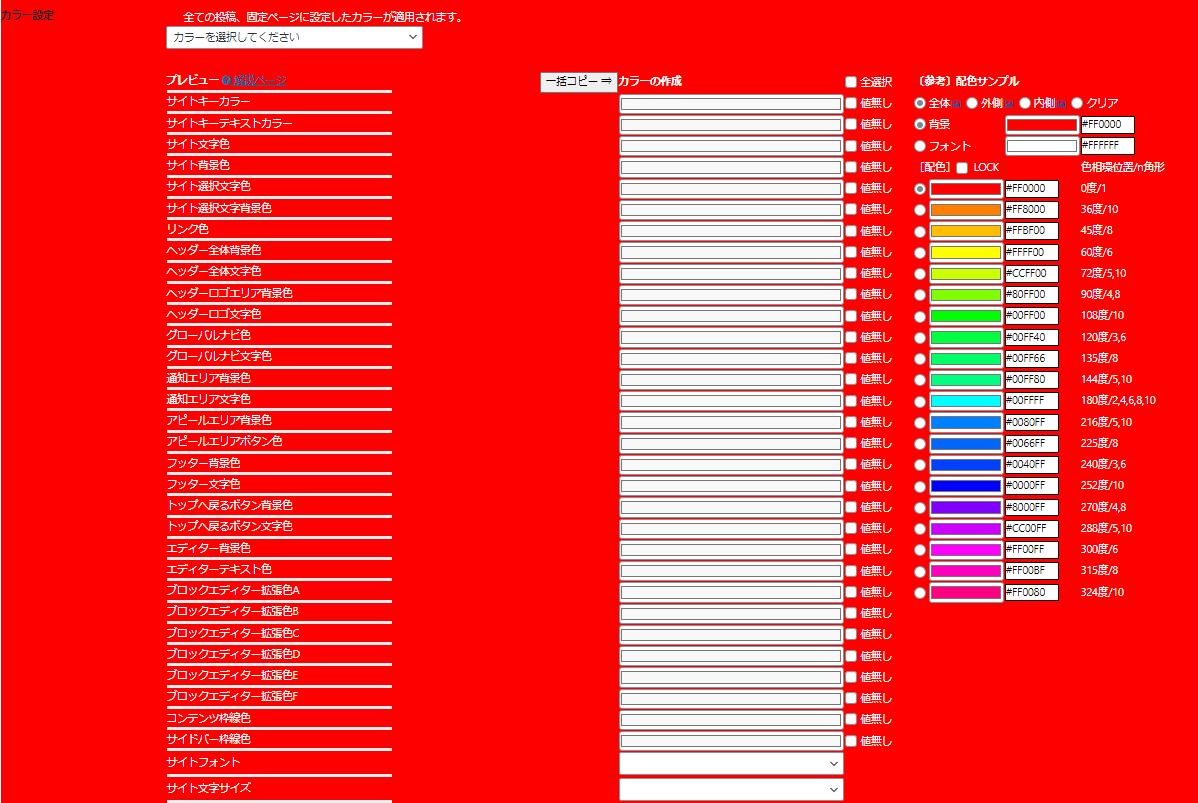 カラー設定
全ての投稿、固定ページに設定したカラーが適用されます。
カラーを選択してください
プレビュー ?解説ページ 一括コピー ⇒ カラーの作成 全選択 〔参考〕配色サンプル
サイトキーカラー 値無し 全体 外側 内側 クリア
サイトキーテキストカラー 値無し 背景 #FF0000
サイト文字色 値無し フォント #FFFFFF
サイト背景色 値無し [配色] LOCK 色相環位置/n角形
サイト選択文字色 値無し #FF0000 0度/1
サイト選択文字背景色 値無し #FF8000 36度/10
リンク色 値無し #FFBF00 45度/8
ヘッダー全体背景色 値無し #FFFF00 60度/6
ヘッダー全体文字色 値無し #CCFF00 72度/5,10
ヘッダーロゴエリア背景色 値無し #80FF00 90度/4,8
ヘッダーロゴ文字色 値無し #00FF00 108度/10
グローバルナビ色 値無し #00FF40 120度/3,6
グローバルナビ文字色 値無し #00FF66 135度/8
通知エリア背景色 値無し #00FF80 144度/5,10
通知エリア文字色 値無し #00FFFF 180度/2,4,6,8,10
アピールエリア背景色 値無し #0080FF 216度/5,10
アピールエリアボタン色 値無し #0066FF 225度/8
フッター背景色 値無し #0040FF 240度/3,6
フッター文字色 値無し #0000FF 252度/10
トップへ戻るボタン背景色 値無し #8000FF 270度/4,8
トップへ戻るボタン文字色 値無し #CC00FF 288度/5,10
エディター背景色 値無し #FF00FF 300度/6
エディターテキスト色 値無し #FF00BF 315度/8
ブロックエディター拡張色A 値無し #FF0080 324度/10
ブロックエディター拡張色B 値無し
ブロックエディター拡張色C 値無し
ブロックエディター拡張色D 値無し
ブロックエディター拡張色E 値無し
ブロックエディター拡張色F 値無し
コンテンツ枠線色 値無し
サイドバー枠線色 値無し
サイトフォント
サイト文字サイズ